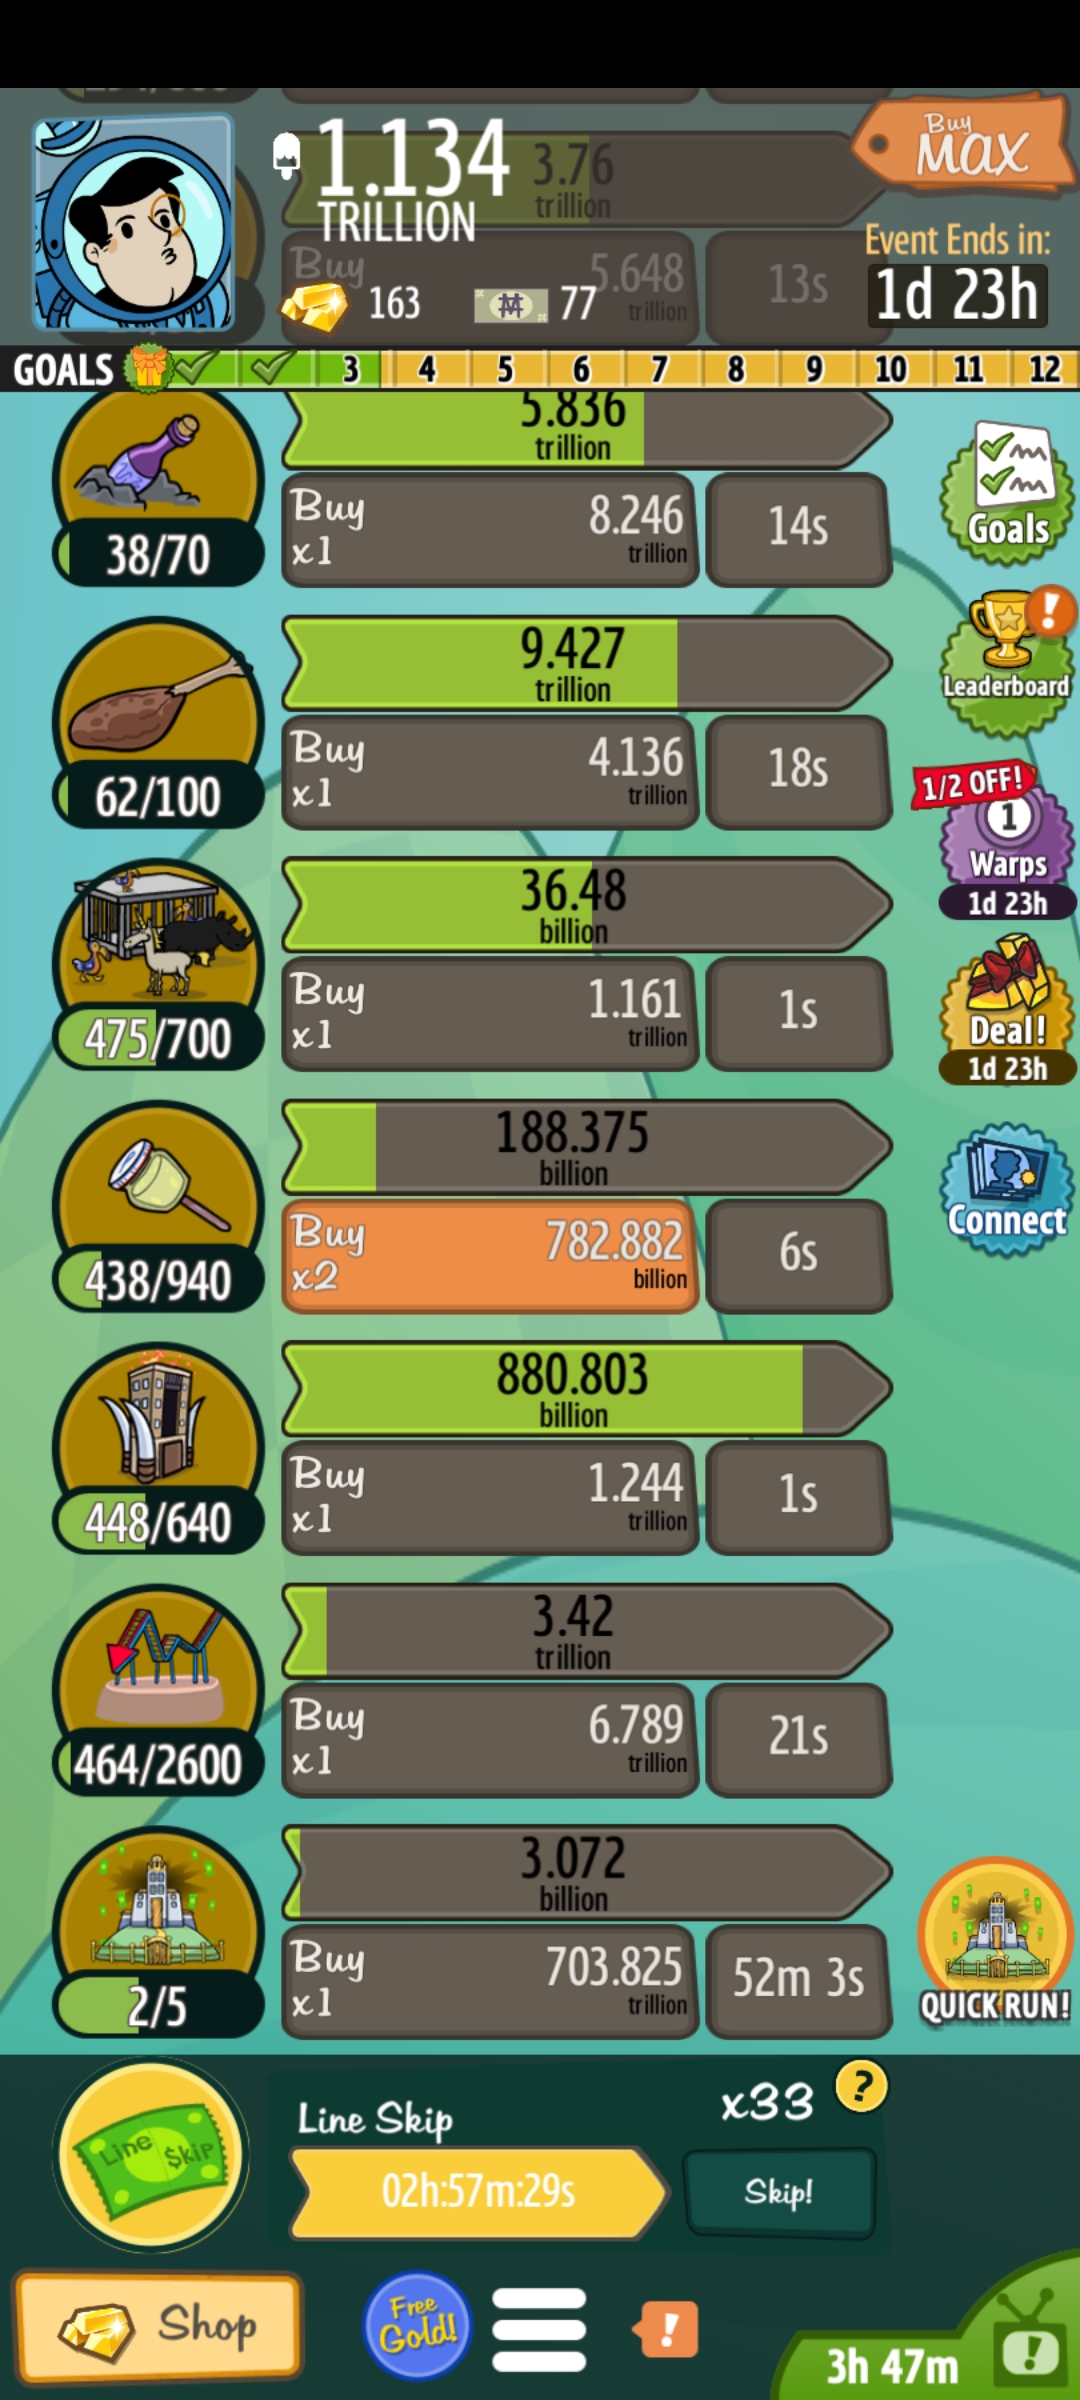 Buy
MAX
1.134
TRILLION
3.76
trillion
Event Ends in:
1d 23h
Buy
5.648
trillion
13s
163
77
GOALS 3 4 5 6 7 8 9 10 11 12
5.836
trillion
Buy
x1
8.246
trillion
14s
38/70
Goals
9.427
trillion
Buy
x1
4.136
trillion
18s
62/100
Leaderboard
1/2 OFF!
1
Warps
1d 23h
36.48
billion
Buy
x1
1.161
trillion
1s
475/700
Deal!
1d 23h
188.375
billion
Buy
x2
782.882
billion
6s
438/940
Connect
880.803
billion
Buy
x1
1.244
trillion
1s
448/640
3.42
trillion
Buy
x1
6.789
trillion
21s
464/2600
3.072
billion
Buy
x1
703.825
trillion
52m 3s
2/5
QUICK RUN!
Line $kip
Line Skip
x33
?
02h:57m:29s
Skip!
Shop
Free
Gold!
!
3h 47m